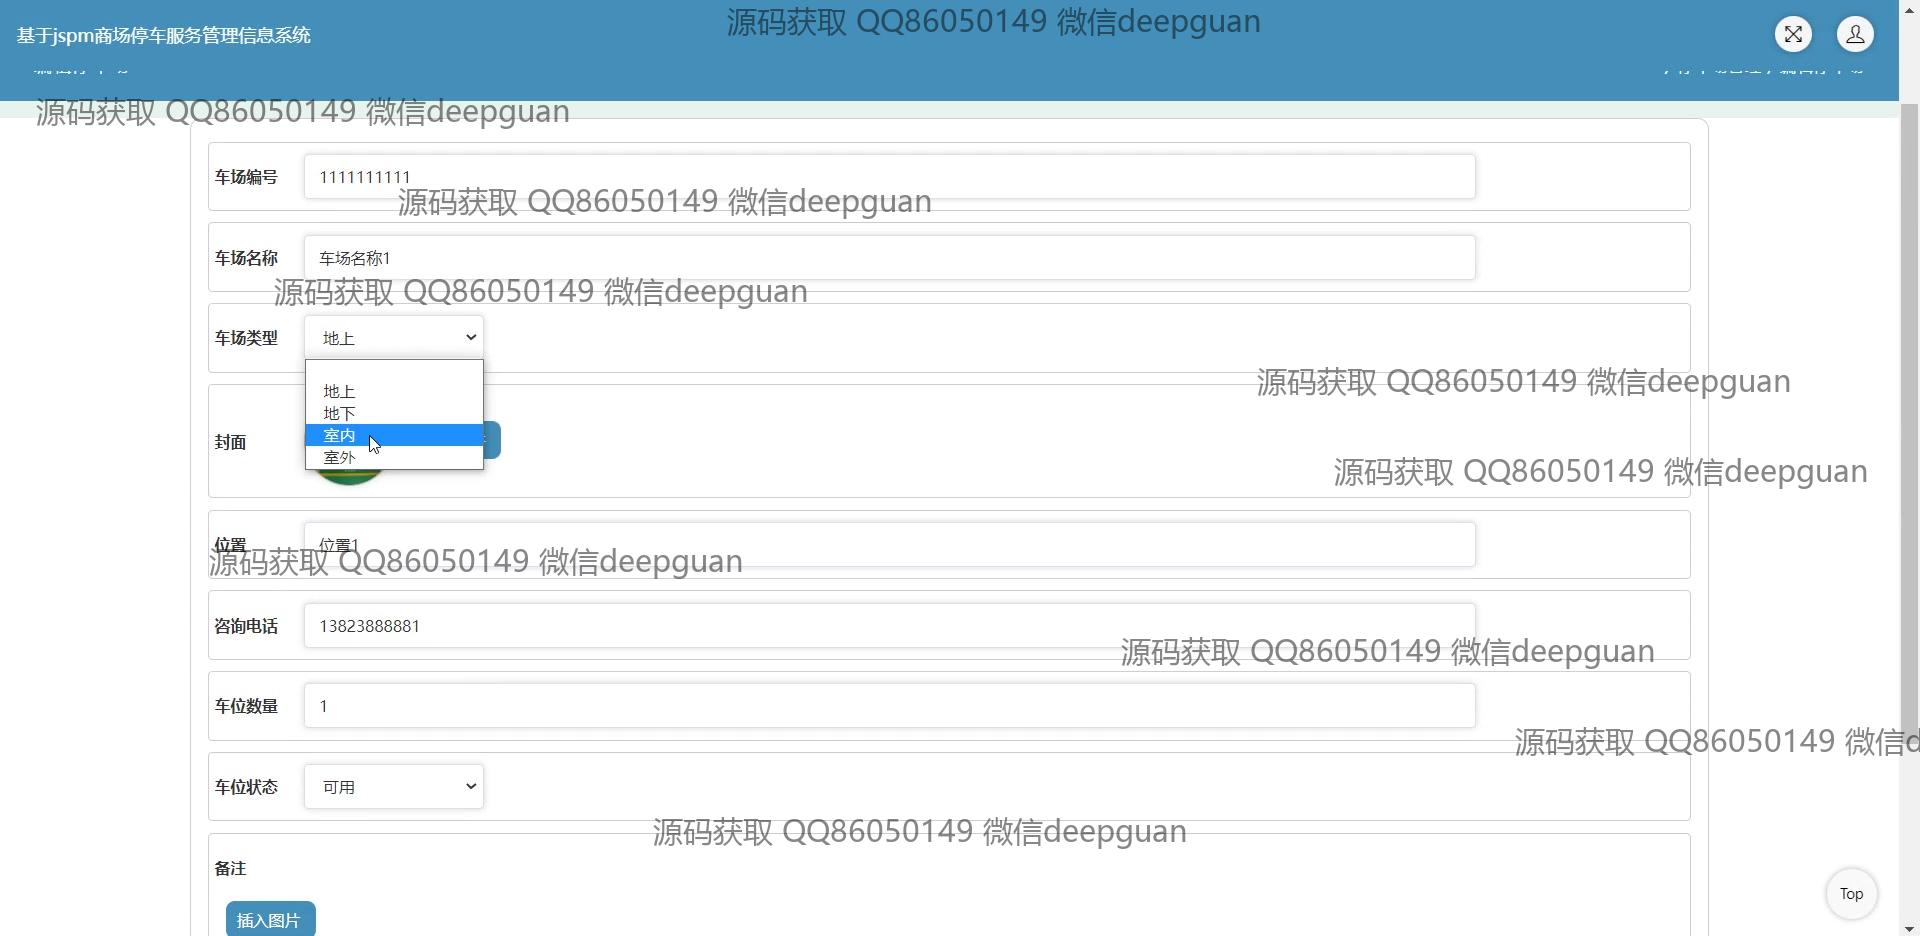 源码获取 QQ86050149 微信deepguan
基于jspm商场停车服务管理信息系统
源码获取 QQ86050149 微信deepguan
车场编号 1111111111
源码获取 QQ86050149 微信deepguan
车场名称 车场名称1
源码获取 QQ86050149 微信deepguan
车场类型 地上
源码获取 QQ86050149 微信deepguan
地上
地下
室内
封面
室外
源码获取 QQ86050149 微信deepguan
位置 位置1
源码获取 QQ86050149 微信deepguan
咨询电话 13823888881
源码获取 QQ86050149 微信deepguan
车位数量 1
源码获取 QQ86050149 微信d
车位状态 可用
源码获取 QQ86050149 微信deepguan
备注
Top
插入图片